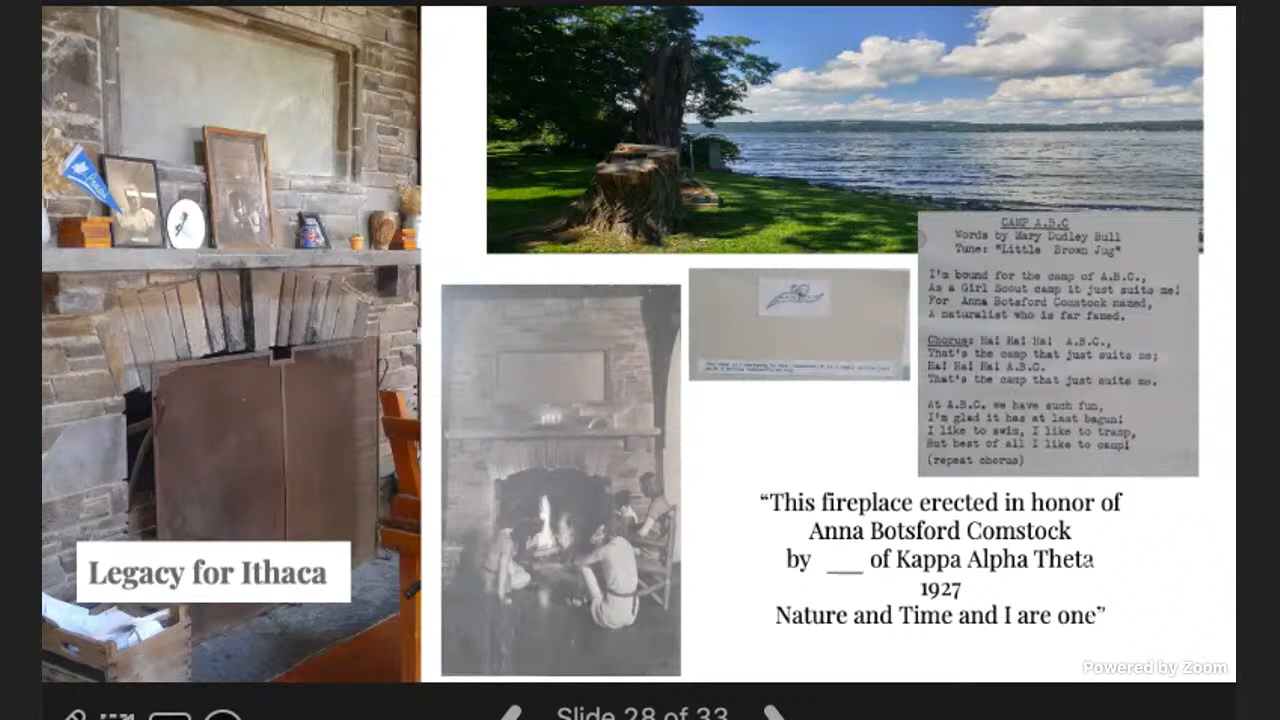 Legacy for Ithaca
CAMP A.B.C
Words by Mary Dudley Bull
Tune: "Little Brown Jug"
I'm bound for the camp of A.B.C.,
As a Girl Scout camp it just suits me!
For Anna Botsford Comstock named,
A naturalist who is far famed.
Chorus: Ha! Ha! Ha! A.B.C.,
That's the camp that just suits me;
Ha! Ha! Ha! A.B.C.
That's the camp that just suits me.
At A.B.C. we have such fun,
I'm glad it has at last begun!
I like to swim, I like to tramp,
But best of all I like to camp!
(repeat chorus)
“This fireplace erected in honor of
Anna Botsford Comstock
by ___ of Kappa Alpha Theta
1927
Nature and Time and I are one”
Powered by Zoom
Slide 28 of 33